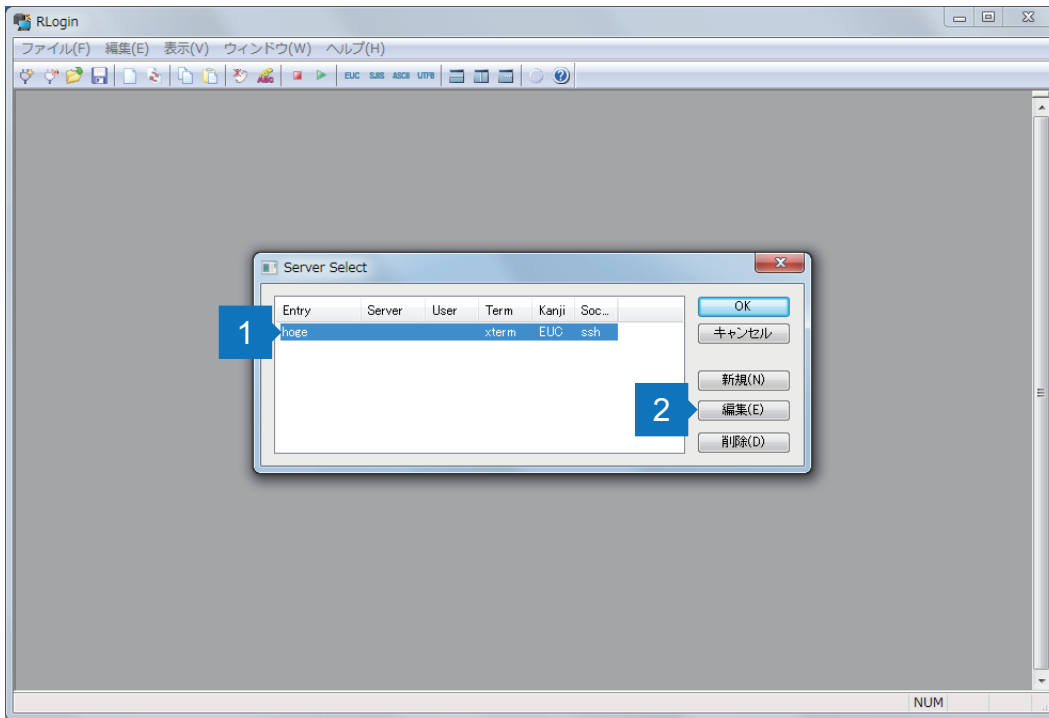 RLogin
ファイル(F) 編集(E) 表示(V) ウィンドウ(W) ヘルプ(H)
EUC SJIS ASCII UTF8
Server Select
Entry Server User Term Kanji Soc...
OK
1 hoge xterm EUC ssh
キャンセル
新規(N)
2 編集(E)
削除(D)
NUM